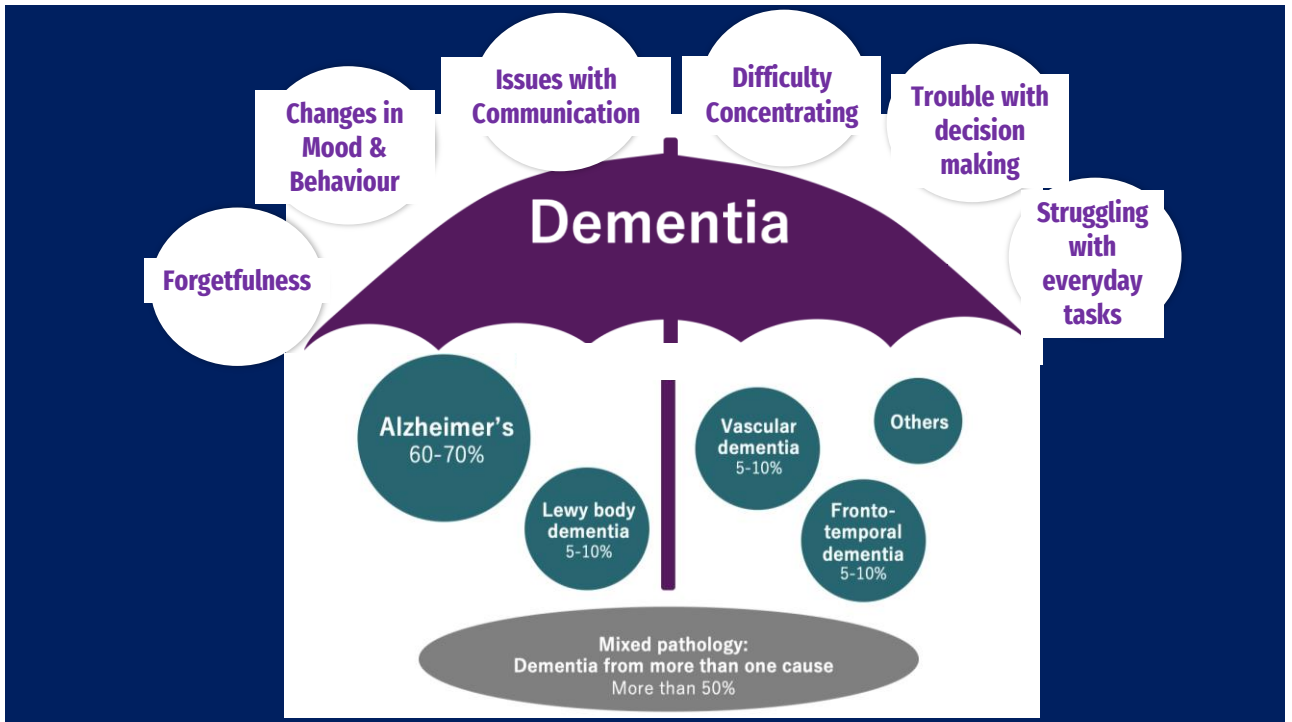 Forgetfulness
Changes in
Mood &
Behaviour
Issues with
Communication
Difficulty
Concentrating
Trouble with
decision
making
Struggling
with
everyday
tasks
Dementia
Alzheimer's
60-70%
Lewy body
dementia
5-10%
Vascular
dementia
5-10%
Others
Fronto-
temporal
dementia
5-10%
Mixed pathology:
Dementia from more than one cause
More than 50%